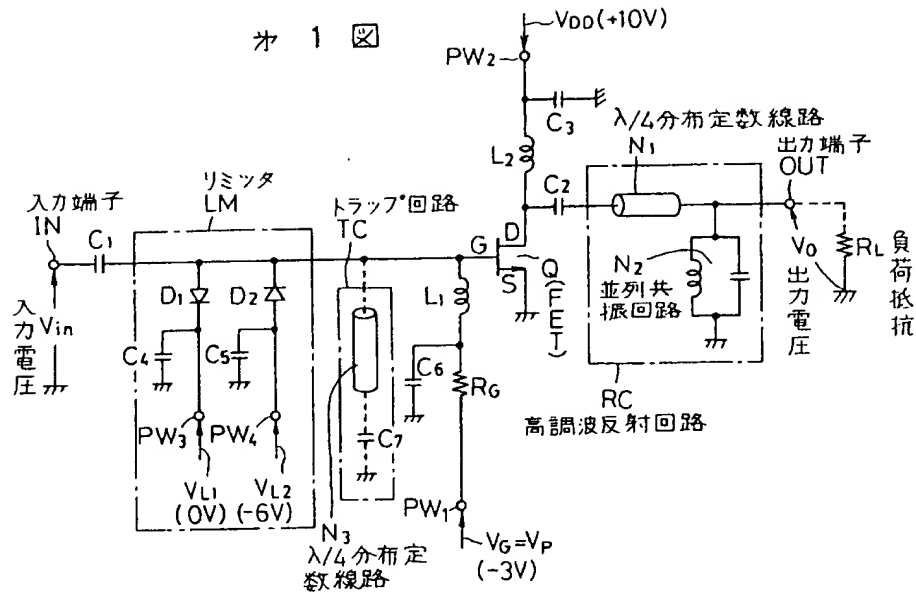 第 1 図
VDD(+10V)
PW2
C3
L2
λ/4分布定数線路
N1
出力端子
OUT
C2
リミッタ
LM
トラップ回路
TC
入力端子
IN
C1
G
D
S
Q(FET)
L1
D1
D2
C4
C5
C6
RG
入力電圧
Vin
PW3
PW4
VL1
(0V)
VL2
(-6V)
C7
N3
λ/4分布定
数線路
PW1
VG=VP
(-3V)
N2
並列共
振回路
RC
高調波反射回路
V0
出力電圧
RL
負荷抵抗